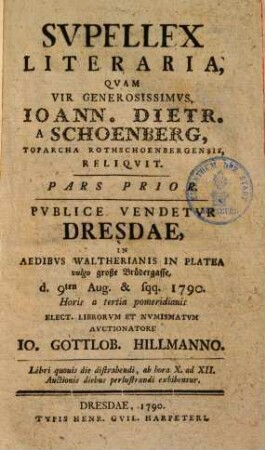 SVPELLEX
LITERARIA,
QVAM
VIR GENEROSISSIMVS,
IOANN. DIETR.
A SCHOENBERG,
TOPARCHA ROTHSCHOENBERGENSIS,
RELIQVIT.
PARS PRIOR
PVBLICE VENDETVR
DRESDAE,
IN
AEDIBVS WALTHERIANIS IN PLATEA
vulgo große Brüdergasse,
d. 9ten Aug. & sqq. 1790.
Horis a tertia pomeridianis
ELECT. LIBRORVM ET NVMISMATVM
AVCTIONATORE
IO. GOTTLOB. HILLMANNO.
Libri quouis die distrahendi, ab hora X. ad XII.
Auctionis diebus perlustrandi exhibentur.
DRESDAE, 1790.
TYPIS HENR. GVIL. HARPETERI.